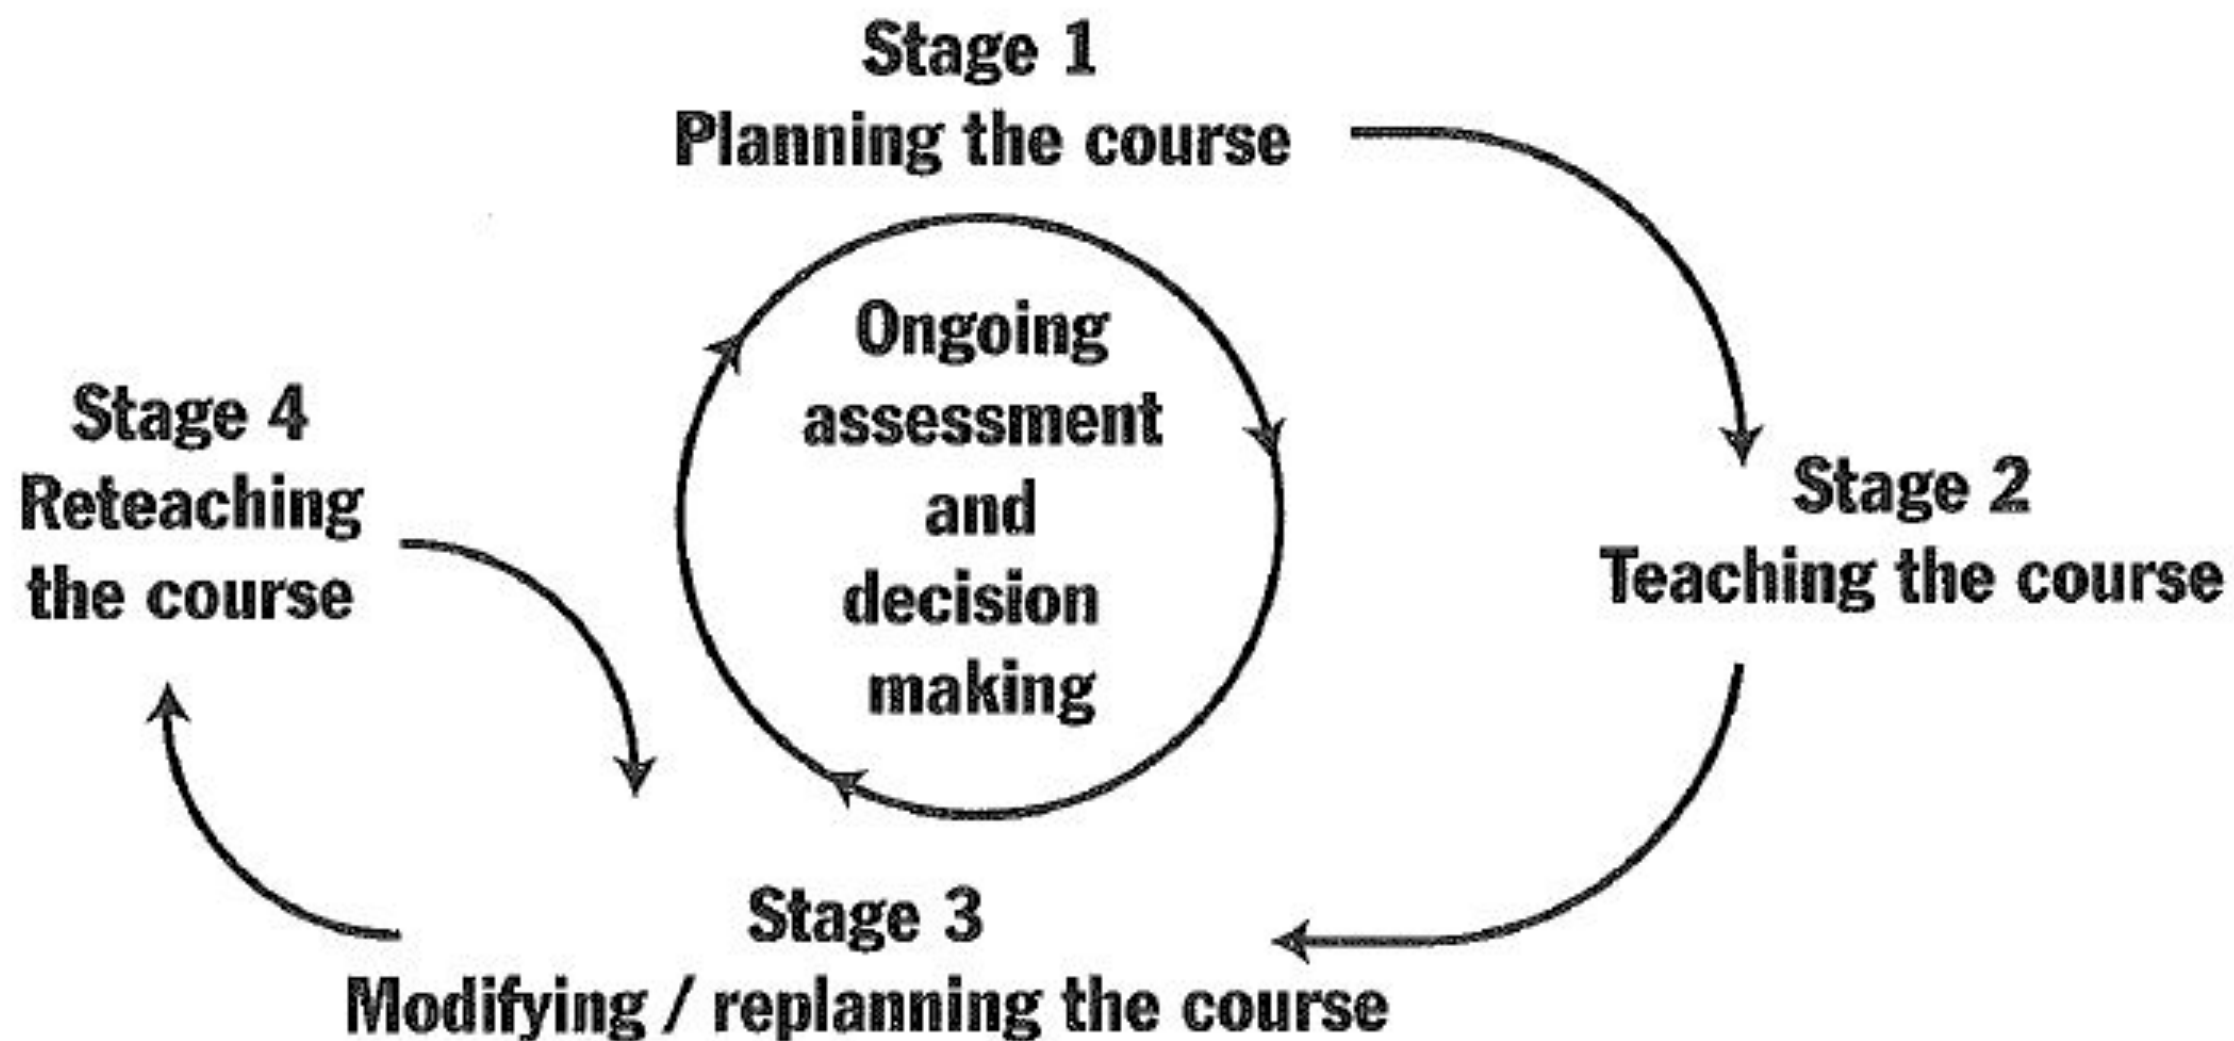 Stage 1
Planning the course
Ongoing
assessment
and
decision
making
Stage 2
Teaching the course
Stage 3
Modifying / replanning the course
Stage 4
Reteaching
the course